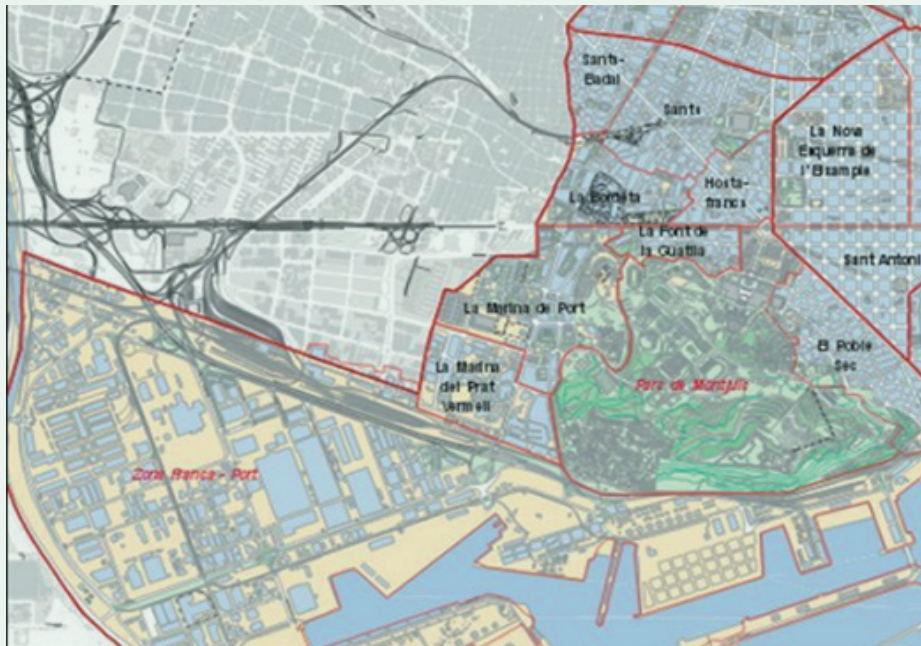 Sants-
Badal
Sants
La Nova
Esquerra de
l'Eixample
Hosta-
francs
La Bordeta
La Font de
la Guatlla
Sant Antoni
La Marina de Port
El Poble
Sec
La Marina
del Prat
Vermell
Parc de Montjuïc
Zona Franca - Port